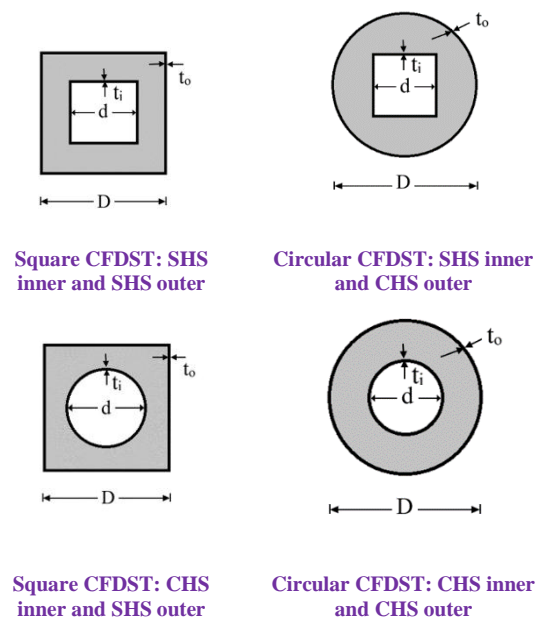 tₒ
tᵢ
d
D
Square CFDST: SHS
inner and SHS outer
tₒ
tᵢ
d
D
Circular CFDST: SHS inner
and CHS outer
tₒ
tᵢ
d
D
Square CFDST: CHS
inner and SHS outer
tₒ
tᵢ
d
D
Circular CFDST: CHS inner
and CHS outer